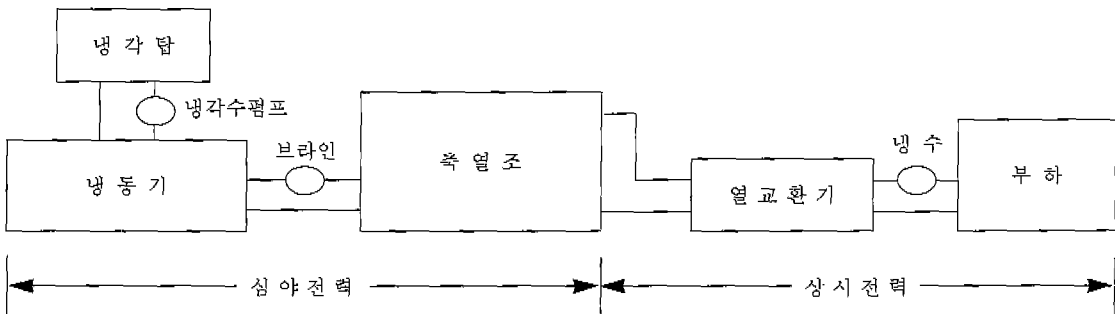 냉 각 탑
냉각수펌프
브라인
냉 동 기
축 열 조
열 교 환 기
냉 수
부 하
심 야 전 력
상 시 전 력